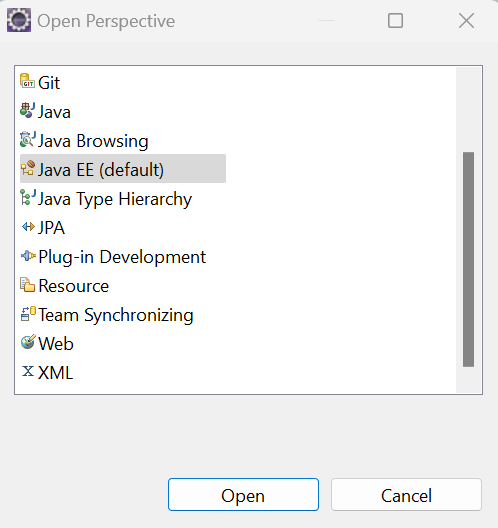 Open Perspective
Git
Java
Java Browsing
Java EE (default)
Java Type Hierarchy
JPA
Plug-in Development
Resource
Team Synchronizing
Web
XML
Open
Cancel